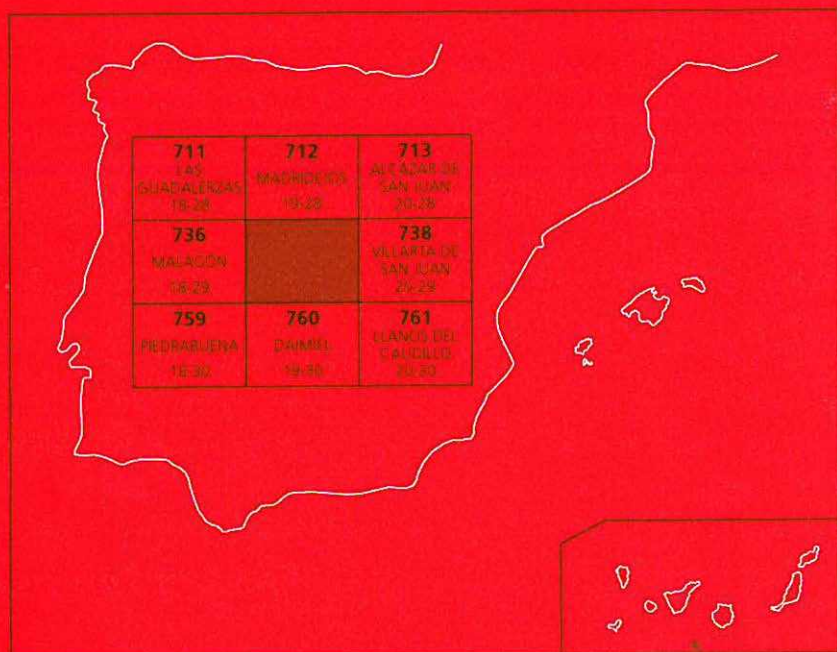 711
LAS
GUADALERZAS
18-28
712
MADRIDEJOS
19-28
713
ALCAZAR DE
SAN JUAN
20-28
736
MALAGON
18-29
738
VILLARTA DE
SAN JUAN
20-29
759
PIEDRABUENA
18-30
760
DAIMIEL
19-30
761
LLANOS DEL
CAUDILLO
20-30